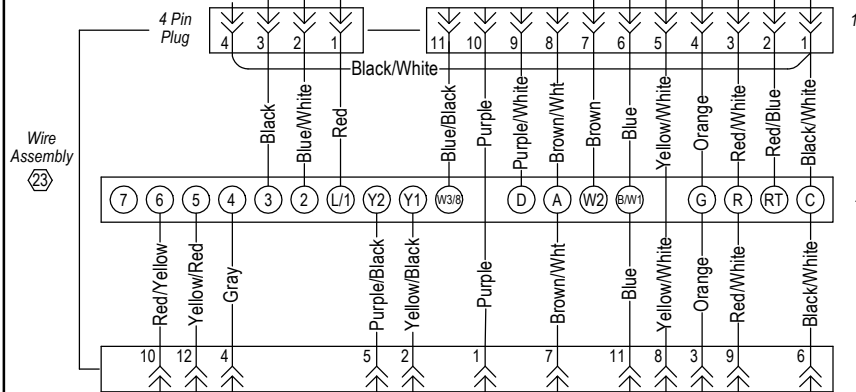 4 Pin
Plug
4 3 2 1
11 10 9 8 7 6 5 4 3 2 1
1
Black/White
Black
Blue/White
Red
Blue/Black
Purple
Purple/White
Brown/Wht
Brown
Blue
Yellow/White
Orange
Red/White
Red/Blue
Black/White
Wire
Assembly
23
7 6 5 4 3 2 L/1 Y2 Y1 W3/8 D A W2 B/W1 G R RT C
Red/Yellow
Yellow/Red
Gray
Purple/Black
Yellow/Black
Purple
Brown/Wht
Blue
Yellow/White
Orange
Red/White
Black/White
10 12 4 5 2 1 7 11 8 3 9 6